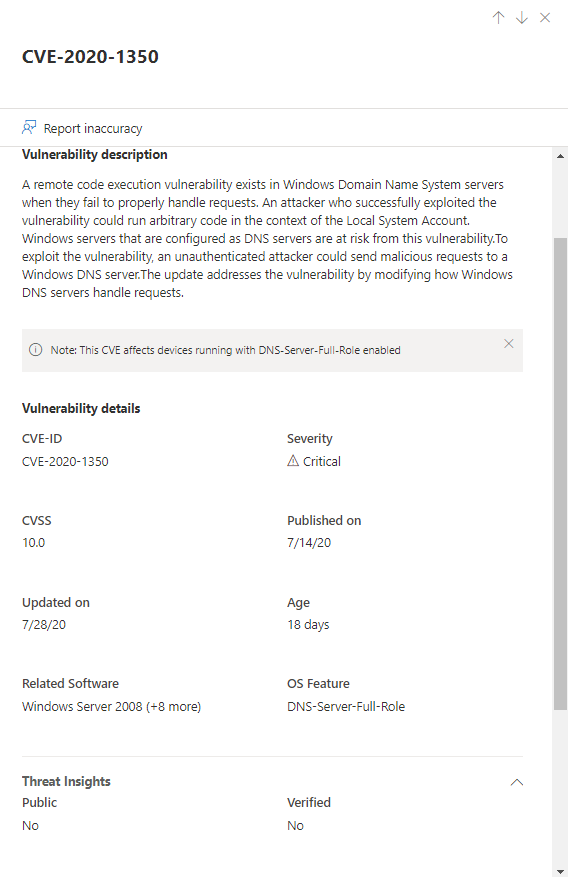 CVE-2020-1350
Report inaccuracy
Vulnerability description
A remote code execution vulnerability exists in Windows Domain Name System servers
when they fail to properly handle requests. An attacker who successfully exploited the
vulnerability could run arbitrary code in the context of the Local System Account.
Windows servers that are configured as DNS servers are at risk from this vulnerability.To
exploit the vulnerability, an unauthenticated attacker could send malicious requests to a
Windows DNS server.The update addresses the vulnerability by modifying how Windows
DNS servers handle requests.
Note: This CVE affects devices running with DNS-Server-Full-Role enabled
Vulnerability details
CVE-ID
CVE-2020-1350
Severity
Critical
CVSS
10.0
Published on
7/14/20
Updated on
7/28/20
Age
18 days
Related Software
Windows Server 2008 (+8 more)
OS Feature
DNS-Server-Full-Role
Threat Insights
Public
No
Verified
No